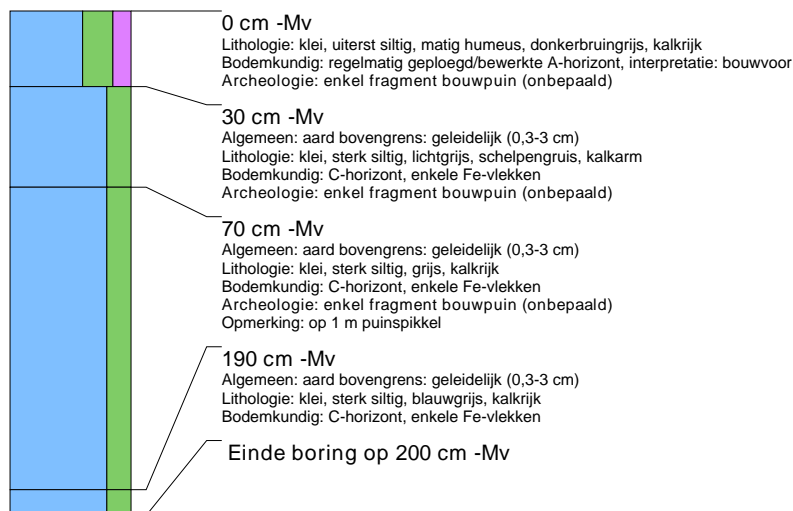 0 cm -Mv
Lithologie: klei, uiterst siltig, matig humeus, donkerbruingrijs, kalkrijk
Bodemkundig: regelmatig geploegd/bewerkte A-horizont, interpretatie: bouwvoor
Archeologie: enkel fragment bouwpuin (onbepaald)
30 cm -Mv
Algemeen: aard bovengrens: geleidelijk (0,3-3 cm)
Lithologie: klei, sterk siltig, lichtgrijs, schelpengruis, kalkarm
Bodemkundig: C-horizont, enkele Fe-vlekken
Archeologie: enkel fragment bouwpuin (onbepaald)
70 cm -Mv
Algemeen: aard bovengrens: geleidelijk (0,3-3 cm)
Lithologie: klei, sterk siltig, grijs, kalkrijk
Bodemkundig: C-horizont, enkele Fe-vlekken
Archeologie: enkel fragment bouwpuin (onbepaald)
Opmerking: op 1 m puinspikkel
190 cm -Mv
Algemeen: aard bovengrens: geleidelijk (0,3-3 cm)
Lithologie: klei, sterk siltig, blauwgrijs, kalkrijk
Bodemkundig: C-horizont, enkele Fe-vlekken
Einde boring op 200 cm -Mv